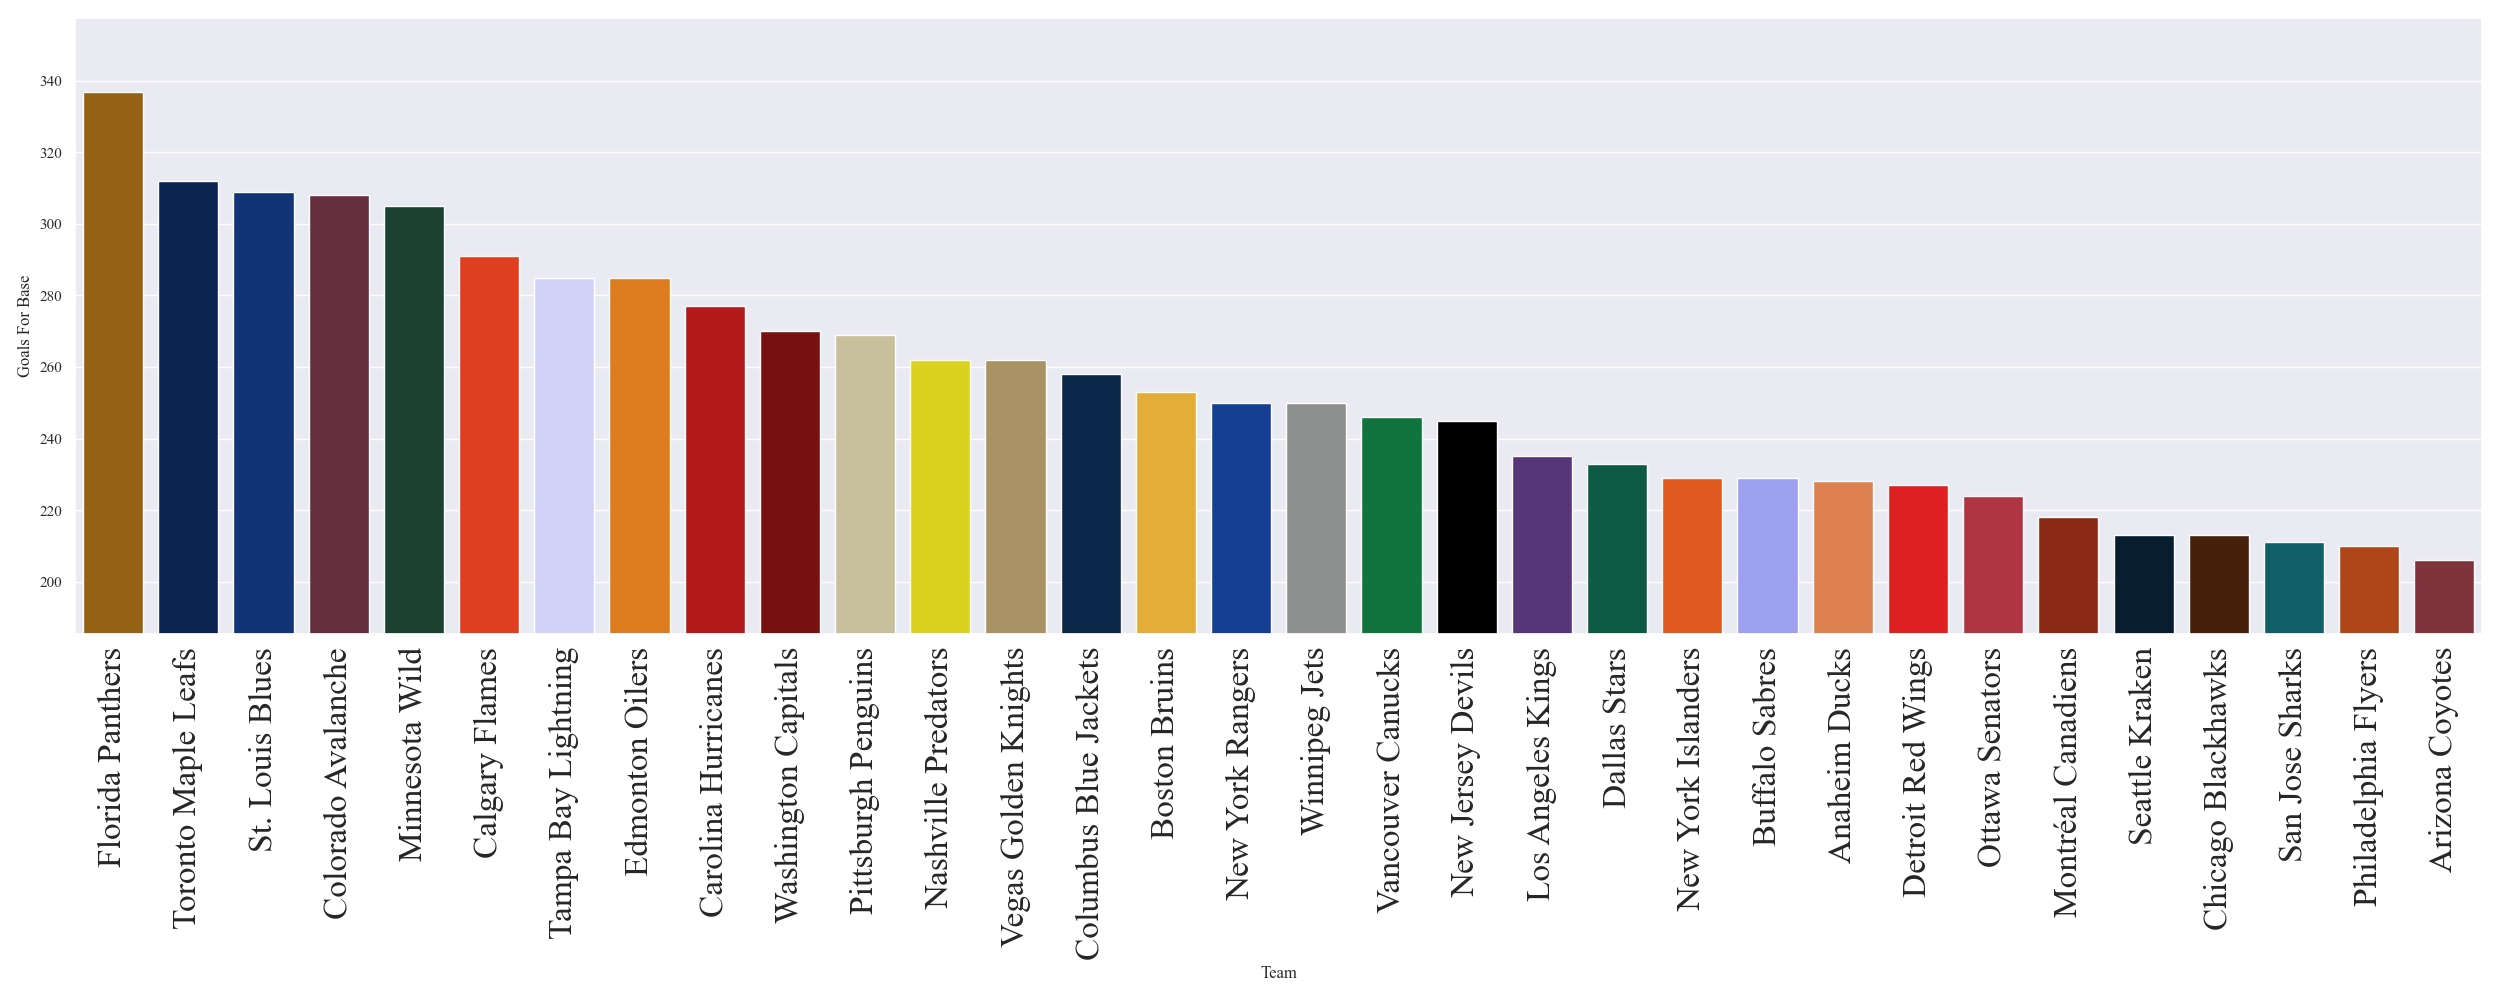 340
320
300
280
260
240
220
200
Goals For Base
Florida Panthers
Toronto Maple Leafs
St. Louis Blues
Colorado Avalanche
Minnesota Wild
Calgary Flames
Tampa Bay Lightning
Edmonton Oilers
Carolina Hurricanes
Washington Capitals
Pittsburgh Penguins
Nashville Predators
Vegas Golden Knights
Columbus Blue Jackets
Boston Bruins
New York Rangers
Winnipeg Jets
Vancouver Canucks
New Jersey Devils
Los Angeles Kings
Dallas Stars
New York Islanders
Buffalo Sabres
Anaheim Ducks
Detroit Red Wings
Ottawa Senators
Montréal Canadiens
Seattle Kraken
Chicago Blackhawks
San Jose Sharks
Philadelphia Flyers
Arizona Coyotes
Team